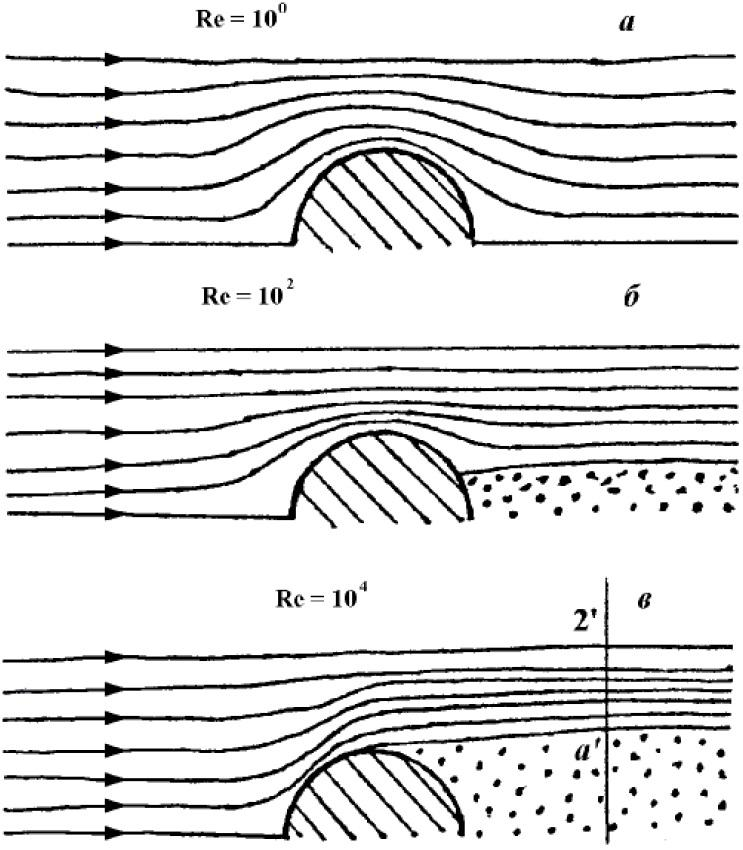 Re = 10⁰ а
Re = 10² б
Re = 10⁴ в
2'
a'